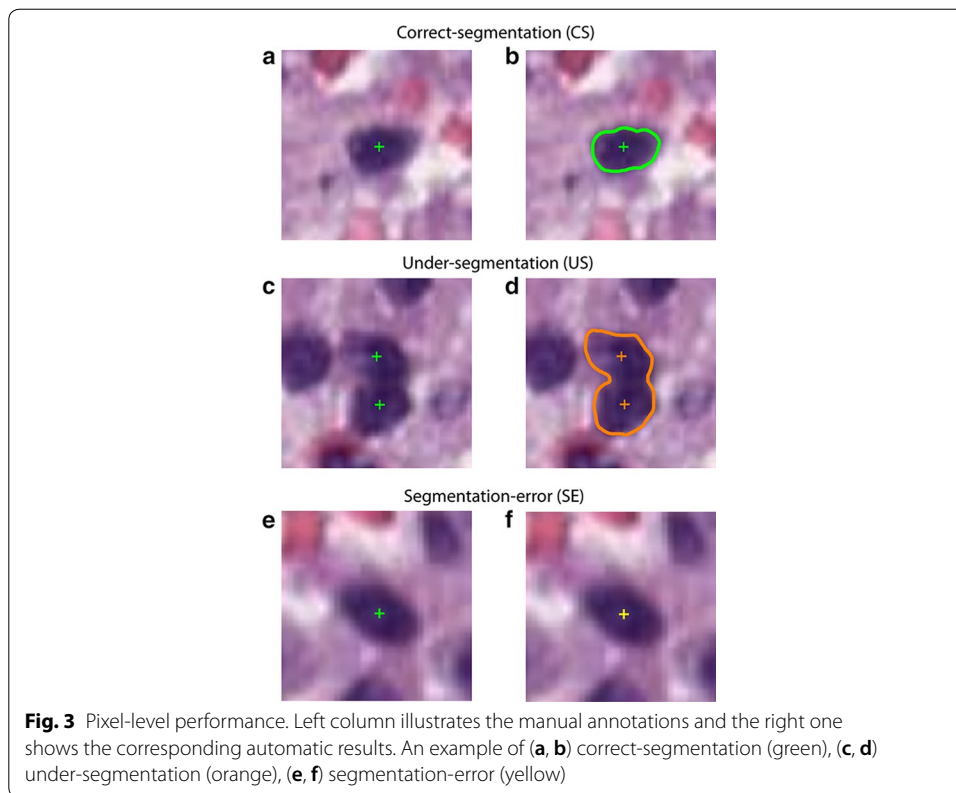 Correct-segmentation (CS)
a
b
Under-segmentation (US)
c
d
Segmentation-error (SE)
e
f
Fig. 3 Pixel-level performance. Left column illustrates the manual annotations and the right one
shows the corresponding automatic results. An example of (a, b) correct-segmentation (green), (c, d)
under-segmentation (orange), (e, f) segmentation-error (yellow)